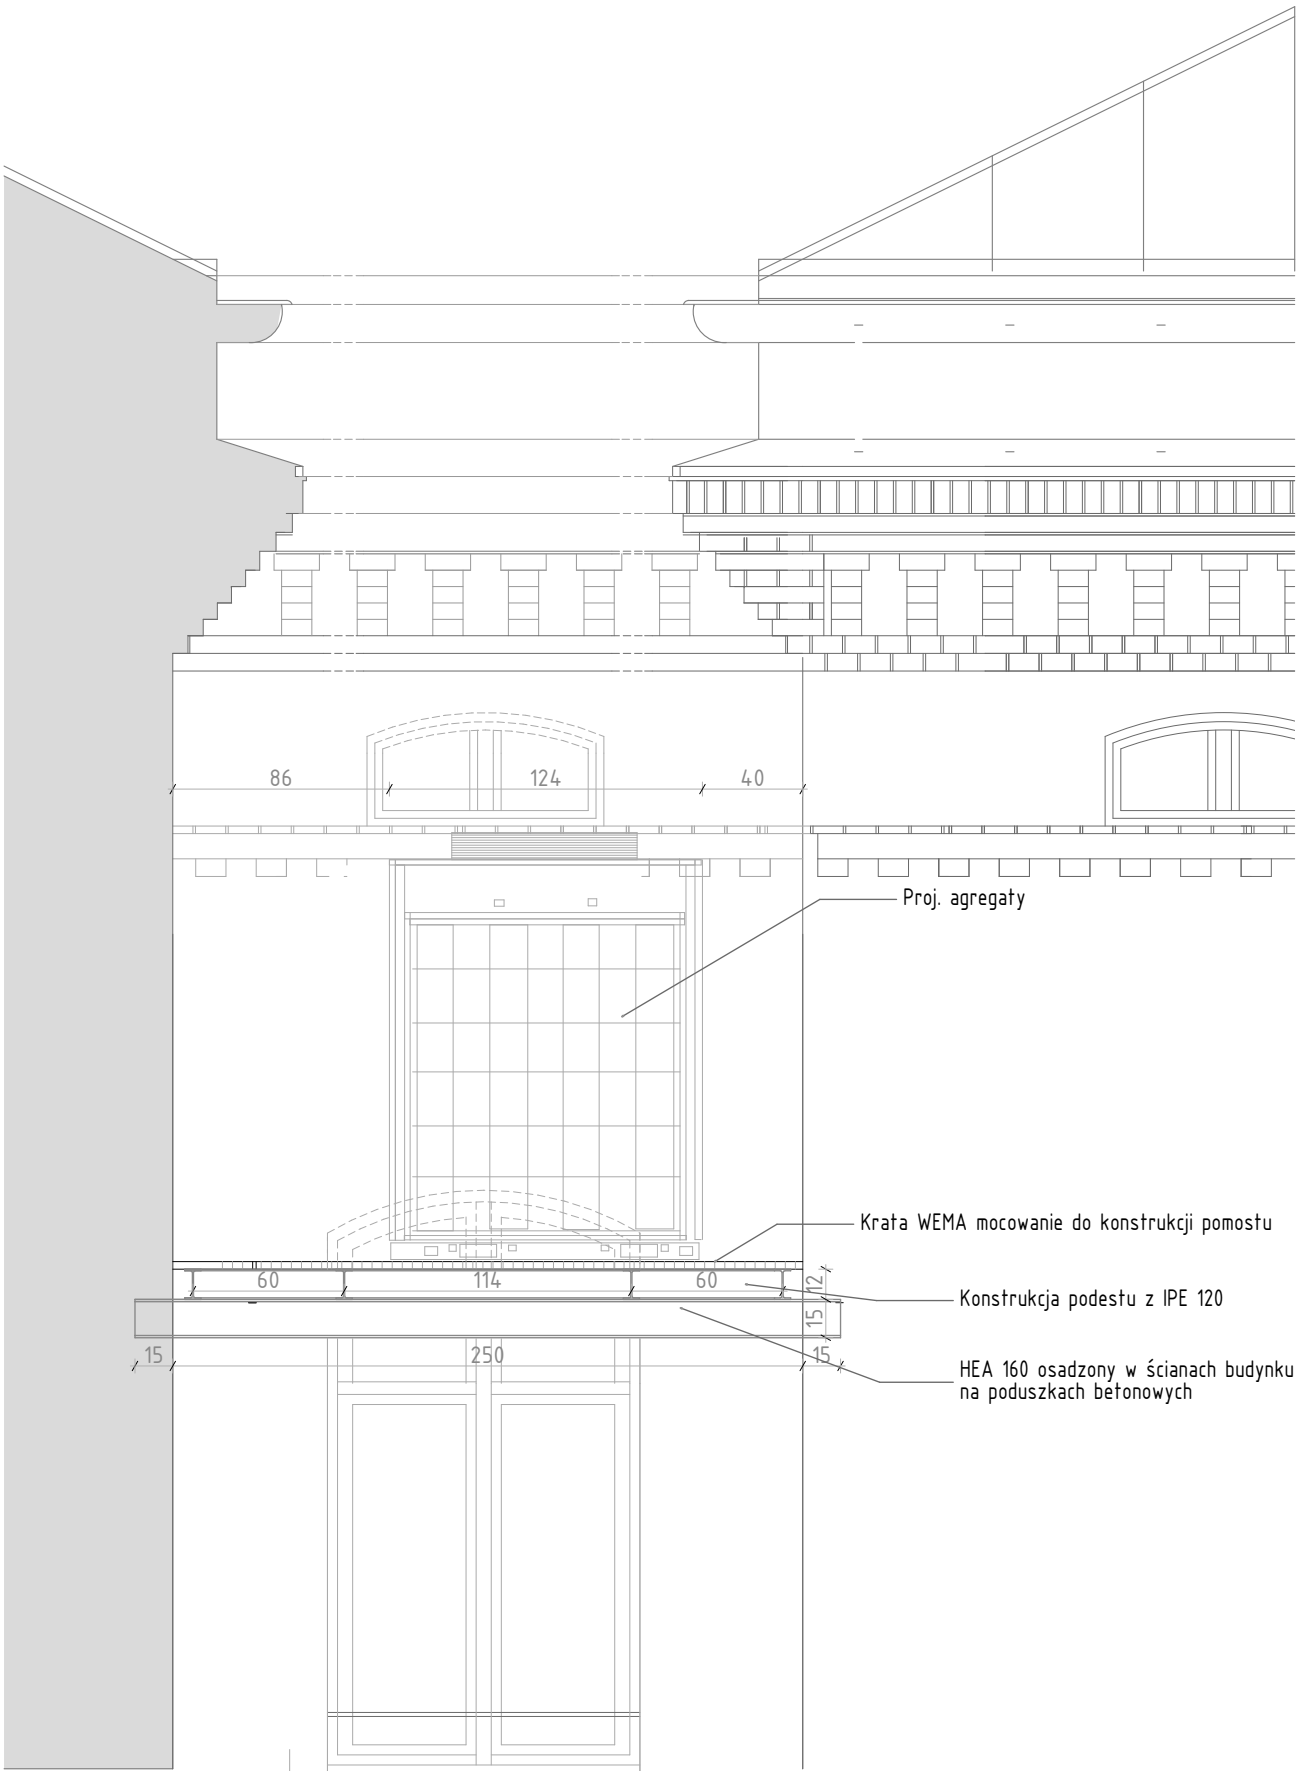 86
124
40
Proj. agregaty
Krata WEMA mocowanie do konstrukcji pomostu
60
114
60
12
Konstrukcja podestu z IPE 120
15
15
250
15
HEA 160 osadzony w ścianach budynku
na poduszkach betonowych